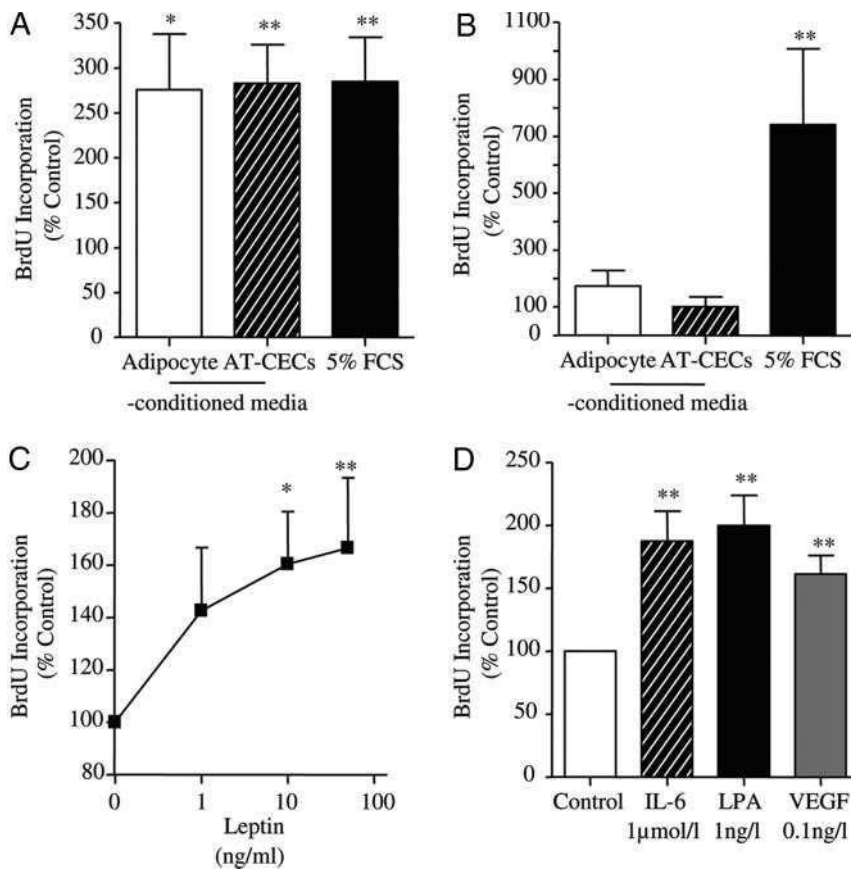 A
BrdU Incorporation
(% Control)
350
300
250
200
150
100
50
0
*
**
**
Adipocyte AT-CECs 5% FCS
-conditioned media
B
BrdU Incorporation
(% Control)
1100
900
700
500
300
100
0
**
Adipocyte AT-CECs 5% FCS
-conditioned media
C
BrdU Incorporation
(% Control)
200
180
160
140
120
100
80
*
**
0 1 10 100
Leptin
(ng/ml)
D
BrdU Incorporation
(% Control)
250
200
150
100
50
0
**
**
**
Control IL-6 LPA VEGF
1μmol/l 1ng/l 0.1ng/l